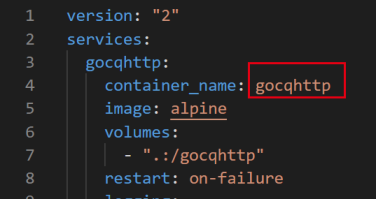 1 version: "2"
2 services:
3 gocqhttp:
4 container_name: gocqhttp
5 image: alpine
6 volumes:
7 - ".:/gocqhttp"
8 restart: on-failure